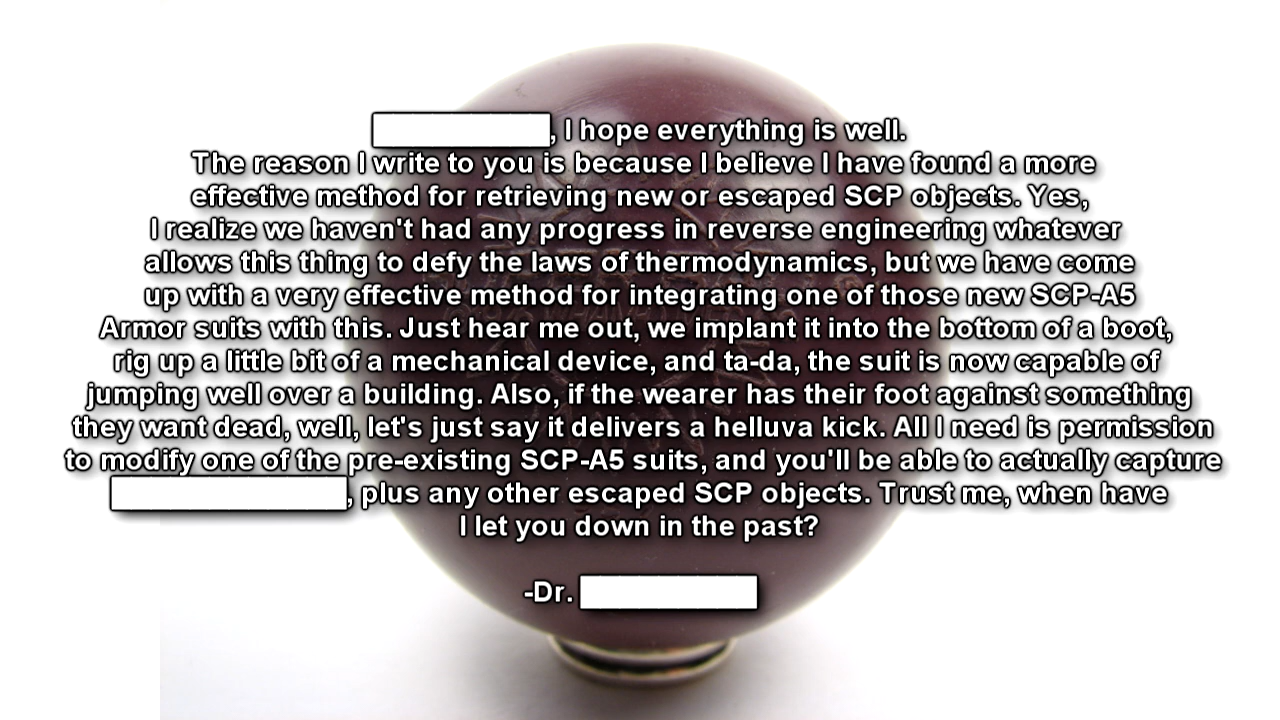 , I hope everything is well.
The reason I write to you is because I believe I have found a more
effective method for retrieving new or escaped SCP objects. Yes,
I realize we haven't had any progress in reverse engineering whatever
allows this thing to defy the laws of thermodynamics, but we have come
up with a very effective method for integrating one of those new SCP-A5
Armor suits with this. Just hear me out, we implant it into the bottom of a boot,
rig up a little bit of a mechanical device, and ta-da, the suit is now capable of
jumping well over a building. Also, if the wearer has their foot against something
they want dead, well, let's just say it delivers a helluva kick. All I need is permission
to modify one of the pre-existing SCP-A5 suits, and you'll be able to actually capture
, plus any other escaped SCP objects. Trust me, when have
I let you down in the past?
-Dr.